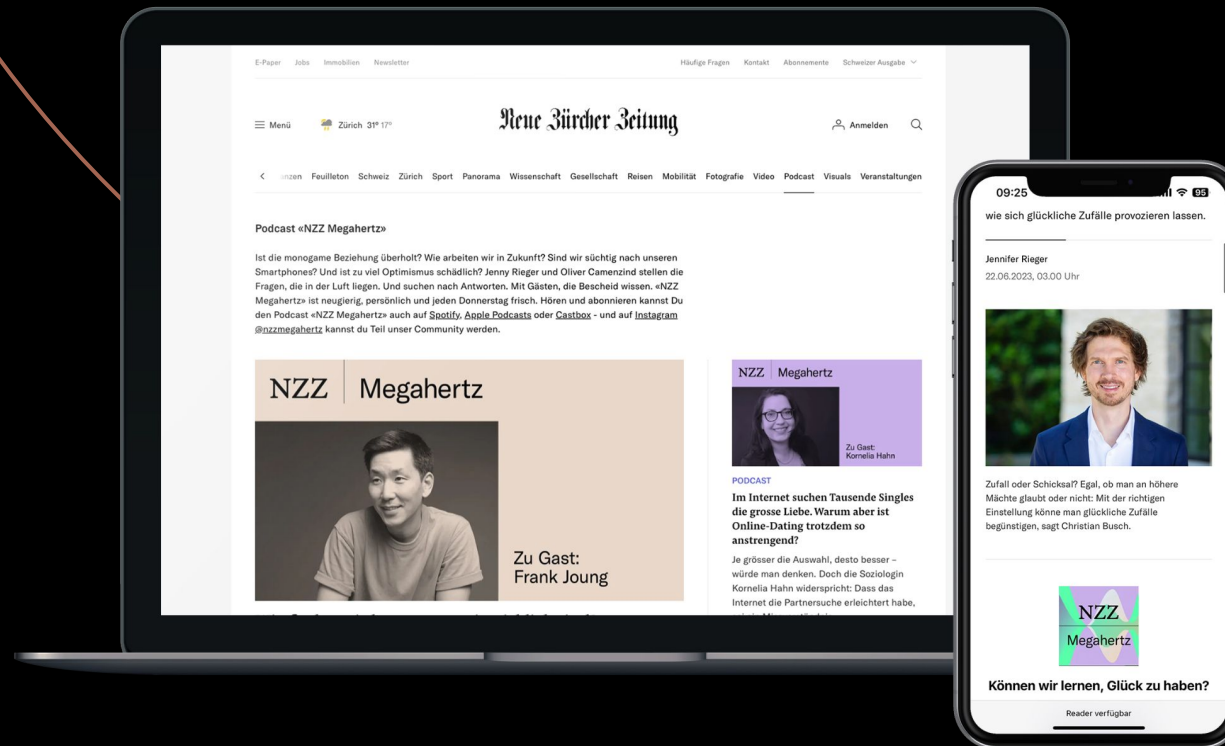 E-Paper Jobs Immobilien Newsletter Häufige Fragen Kontakt Abonnemente Schweizer Ausgabe
Menü Zürich 31° 17° Neue Zürcher Zeitung Anmelden
nzen Feuilleton Schweiz Zürich Sport Panorama Wissenschaft Gesellschaft Reisen Mobilität Fotografie Video Podcast Visuals Veranstaltungen
Podcast «NZZ Megahertz»
Ist die monogame Beziehung überholt? Wie arbeiten wir in Zukunft? Sind wir süchtig nach unseren
Smartphones? Und ist zu viel Optimismus schädlich? Jenny Rieger und Oliver Camenzind stellen die
Fragen, die in der Luft liegen. Und suchen nach Antworten. Mit Gästen, die Bescheid wissen. «NZZ
Megahertz» ist neugierig, persönlich und jeden Donnerstag frisch. Hören und abonnieren kannst Du
den Podcast «NZZ Megahertz» auch auf Spotify, Apple Podcasts oder Castbox - und auf Instagram
@nzzmegahertz kannst du Teil unser Community werden.
NZZ Megahertz
Zu Gast:
Frank Joung
NZZ Megahertz
Zu Gast:
Kornelia Hahn
PODCAST
Im Internet suchen Tausende Singles
die grosse Liebe. Warum aber ist
Online-Dating trotzdem so
anstrengend?
Je grösser die Auswahl, desto besser –
würde man denken. Doch die Soziologin
Kornelia Hahn widerspricht: Dass das
Internet die Partnersuche erleichtert habe,
09:25 95
wie sich glückliche Zufälle provozieren lassen.
Jennifer Rieger
22.06.2023, 03.00 Uhr
Zufall oder Schicksal? Egal, ob man an höhere
Mächte glaubt oder nicht: Mit der richtigen
Einstellung könne man glückliche Zufälle
begünstigen, sagt Christian Busch.
NZZ
Megahertz
Können wir lernen, Glück zu haben?
Reader verfügbar